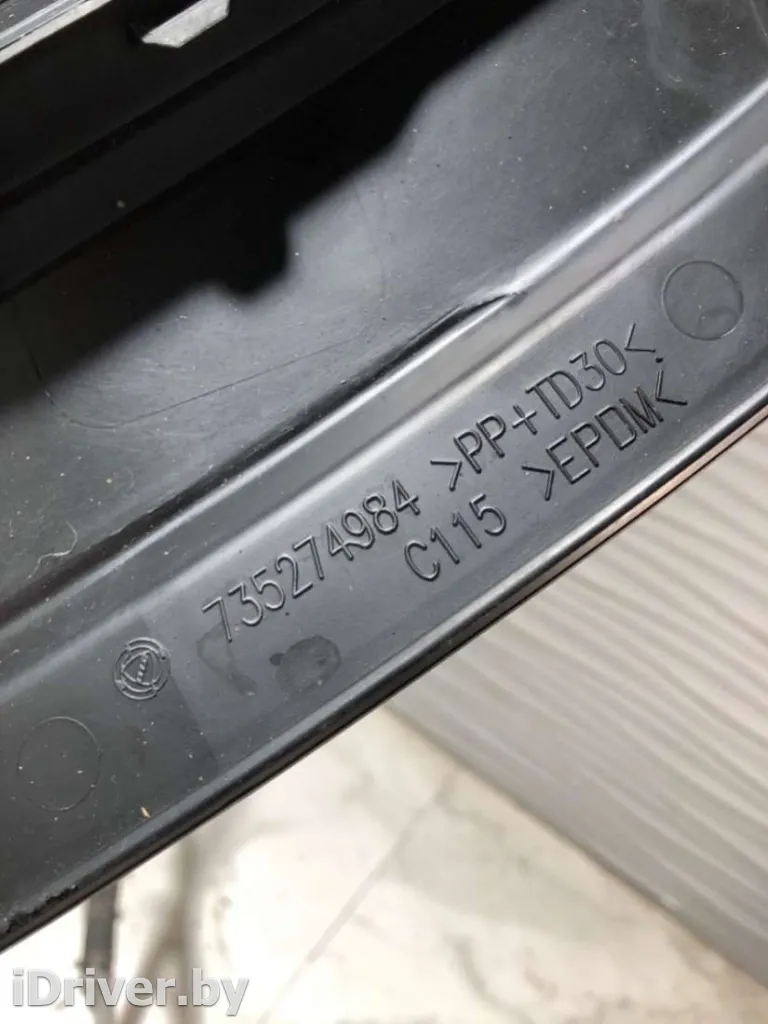 735274984 >PP+TD30<
C115 >EPDM<
iDriver.by